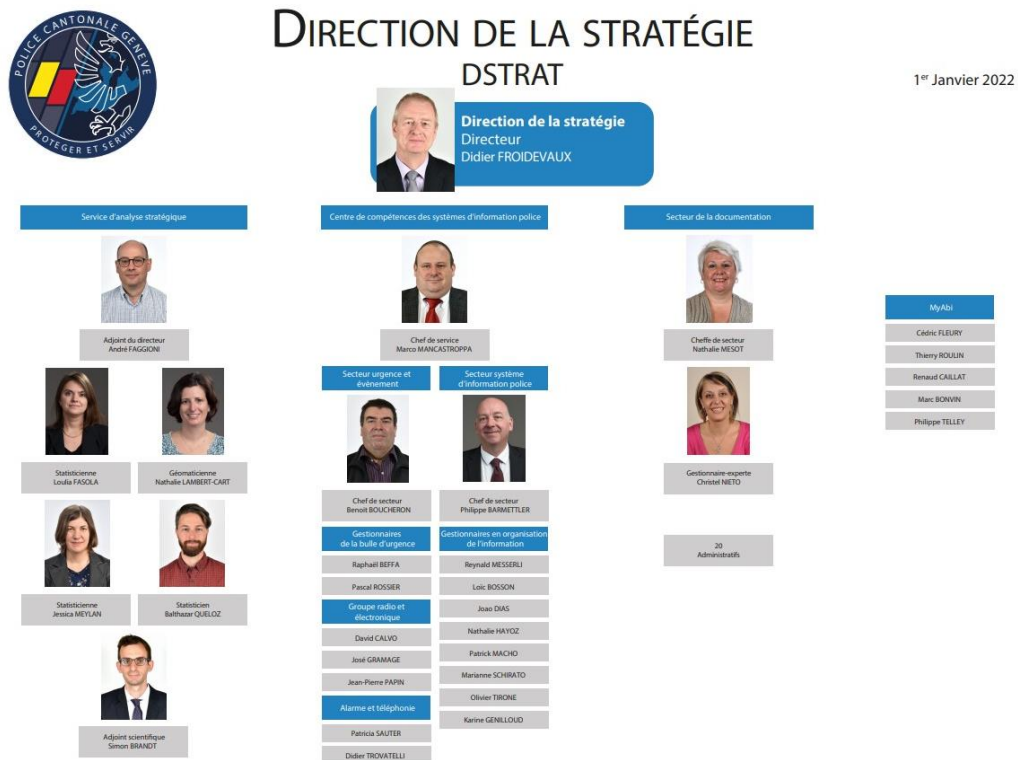 POLICE CANTONALE GENEVE
PROTEGER ET SERVIR
DIRECTION DE LA STRATÉGIE
DSTRAT
1er Janvier 2022
Direction de la stratégie
Directeur
Didier FROIDEVAUX
Service d'analyse stratégique
Adjoint du directeur
André FAGGIONI
Statisticienne
Loulia FASOLA
Géomaticienne
Nathalie LAMBERT-CART
Statisticienne
Jessica MEYLAN
Statisticien
Balthazar QUELOZ
Adjoint scientifique
Simon BRANDT
Centre de compétences des systèmes d'information police
Chef de service
Marco MANCASTROPPA
Secteur urgence et
événement
Chef de secteur
Benoit BOUCHERON
Gestionnaires
de la bulle d'urgence
Raphaël BEFFA
Pascal ROSSIER
Groupe radio et
électronique
David CALVO
José GRAMAGE
Jean-Pierre PAPIN
Alarme et téléphonie
Patricia SAUTER
Didier TROVATELLI
Secteur système
d'information police
Chef de secteur
Philippe BARMETTLER
Gestionnaires en organisation
de l'information
Reynald MESSERLI
Loïc BOSSON
Joao DIAS
Nathalie HAYOZ
Patrick MACHO
Marianne SCHIRATO
Olivier TIRONE
Karine GENILLOUD
Secteur de la documentation
Cheffe de secteur
Nathalie MESOT
Gestionnaire-experte
Christel NIETO
20
Administratifs
MyAbi
Cédric FLEURY
Thierry ROULIN
Renaud CAILLAT
Marc BONVIN
Philippe TELLEY